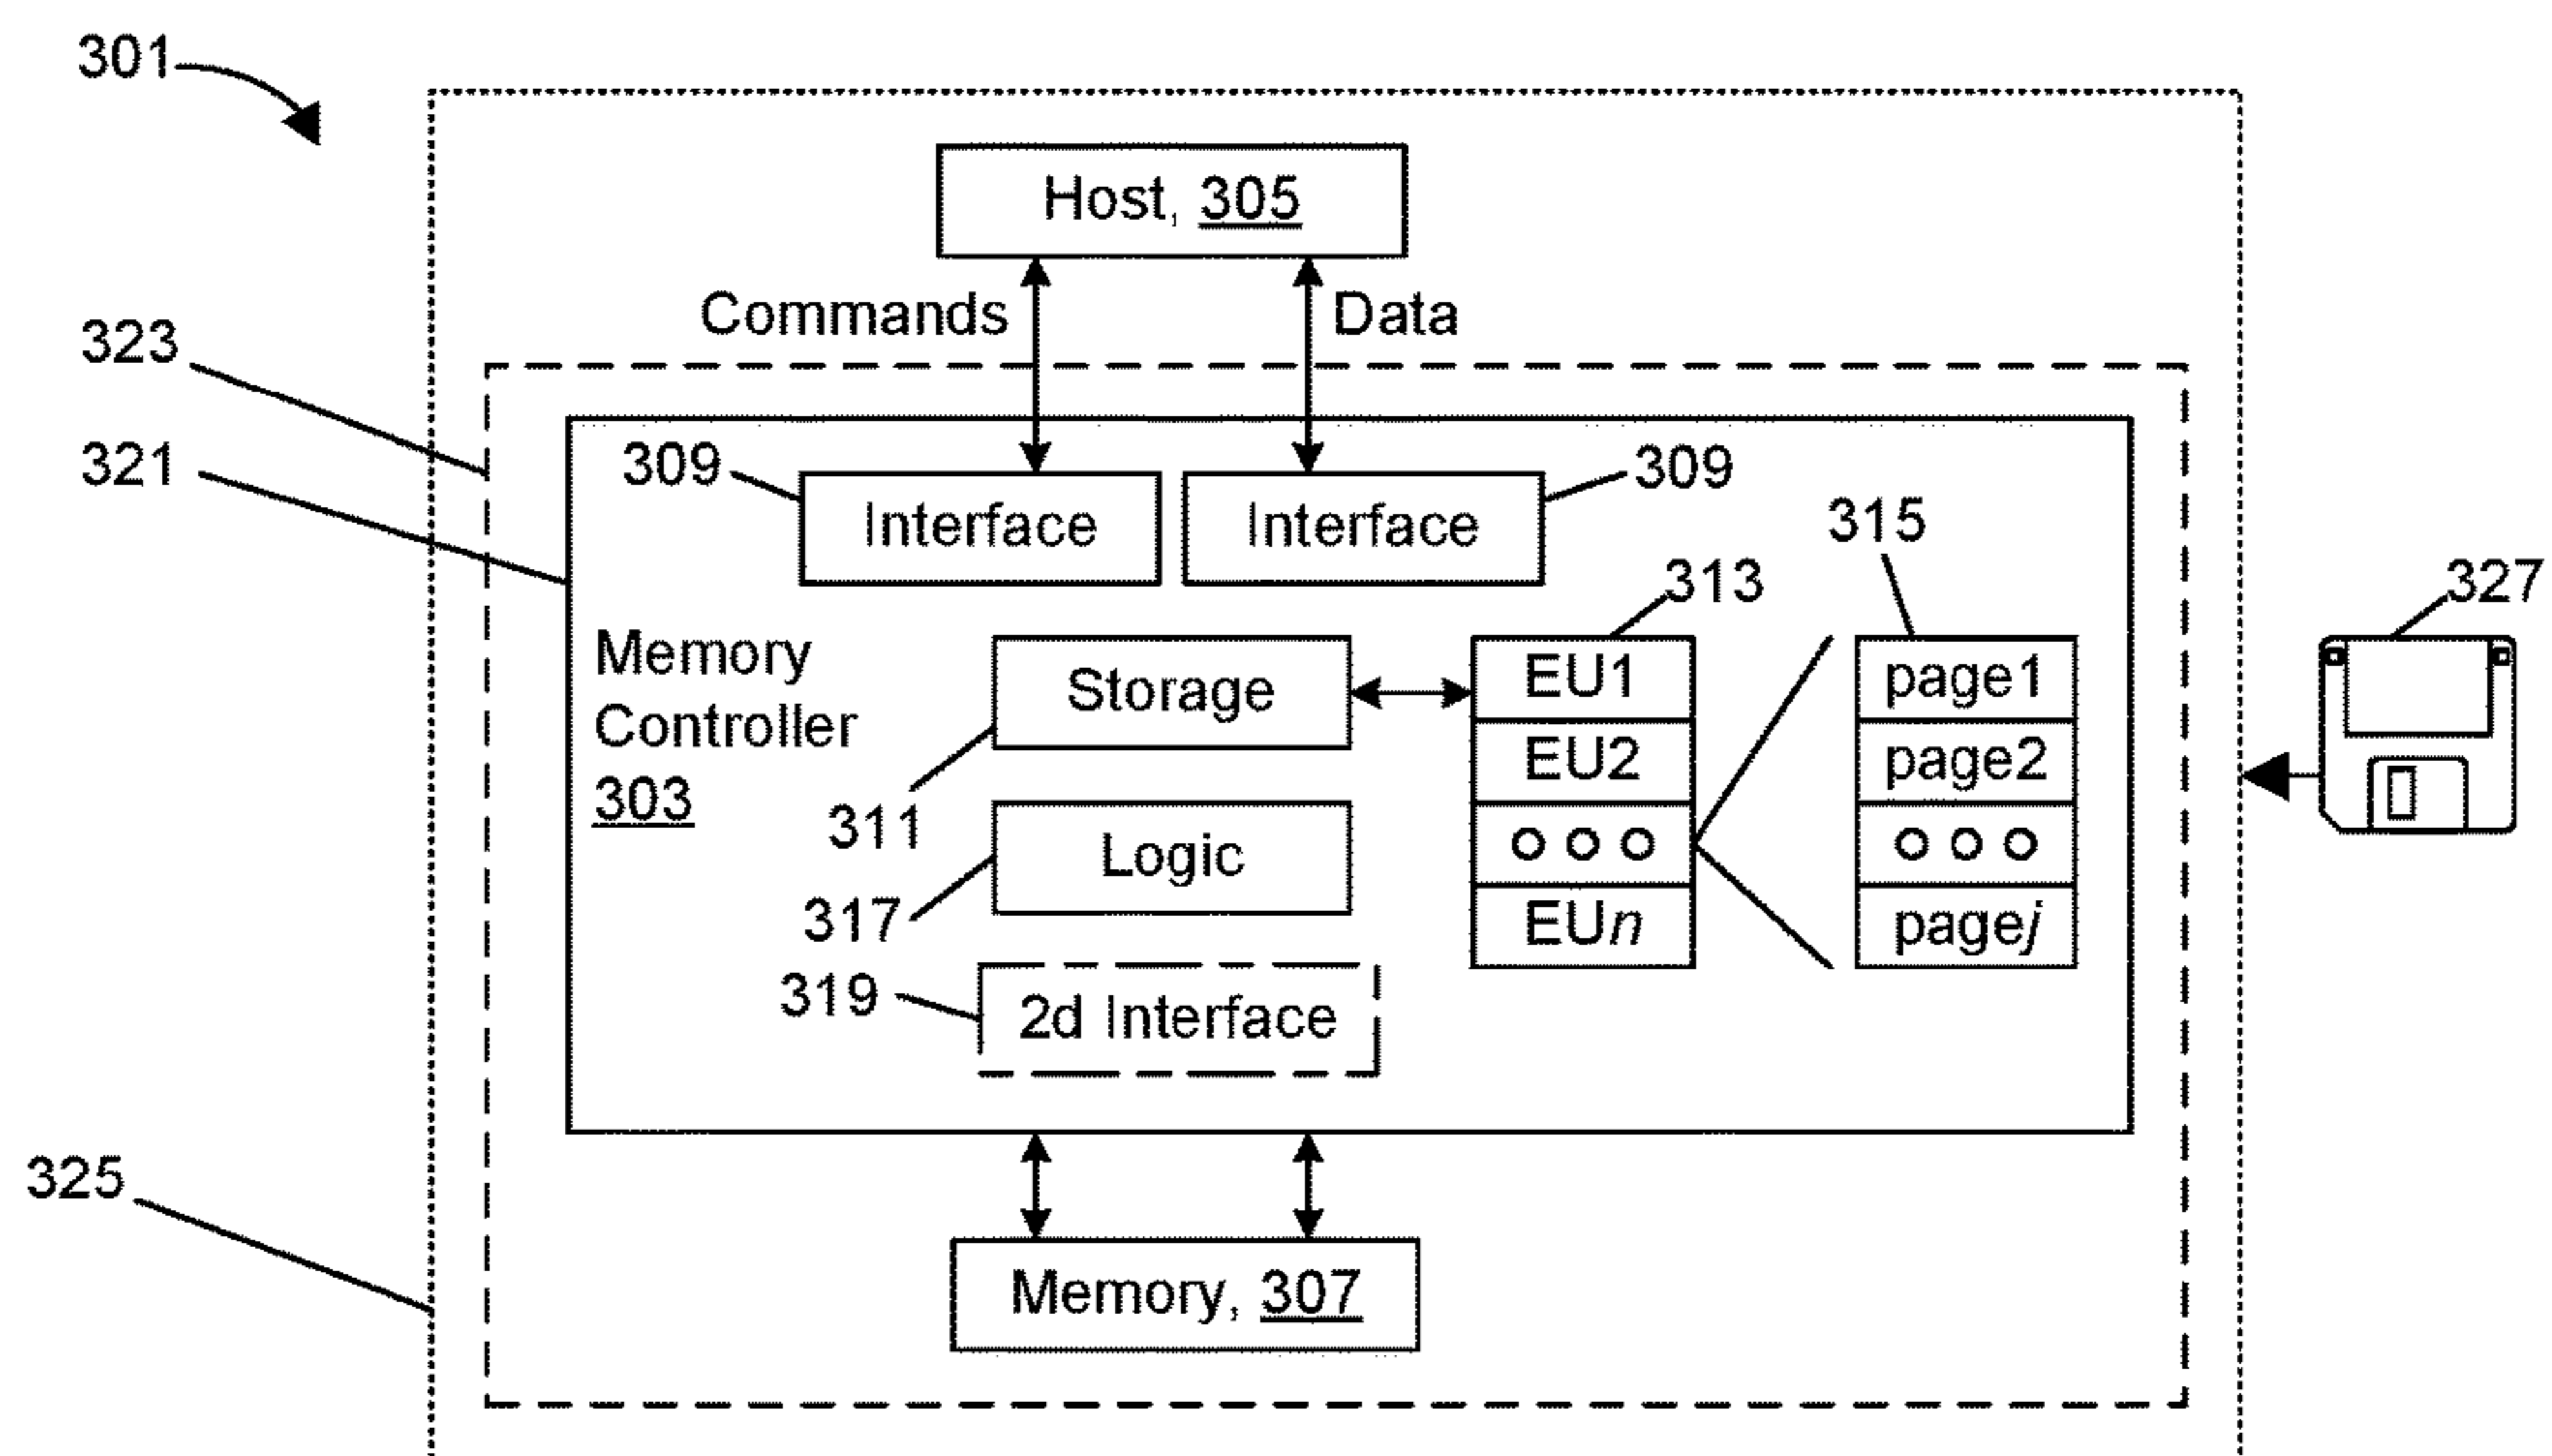 301
Host, 305
Commands
Data
323
321
309
Interface
Interface
309
315
313
327
Memory
Controller
303
Storage
311
EU1
EU2
EUn
page1
page2
pagej
Logic
317
319
2d Interface
325
Memory, 307